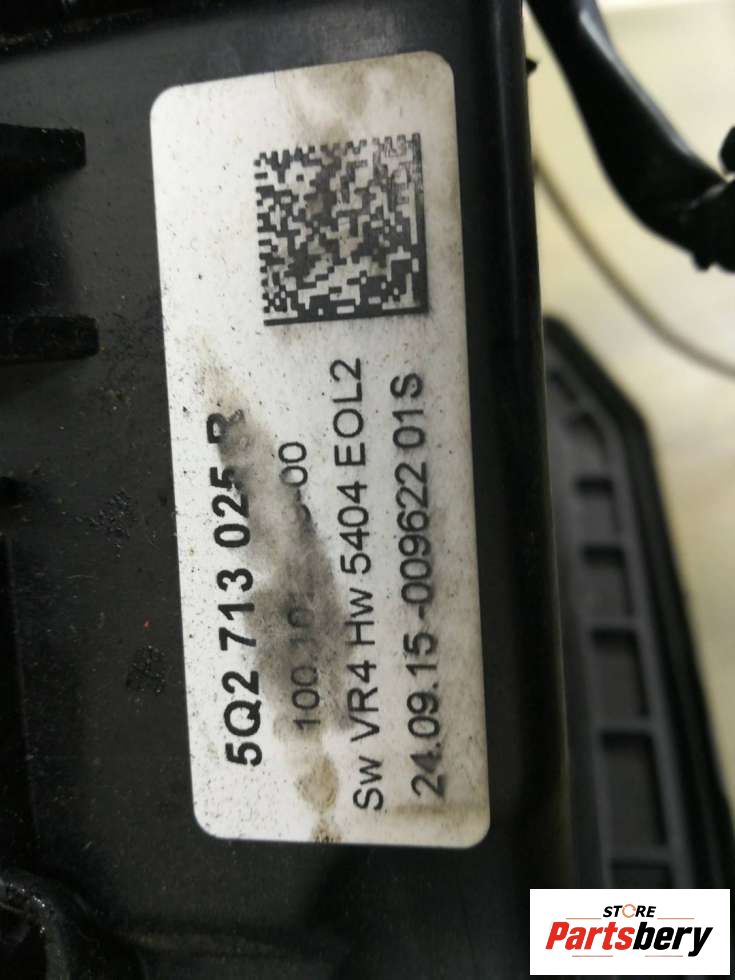 5Q2 713 025 R
Sw VR4 Hw 5404 EOL2
24.09.15-009622 01S
STORE
Partsbery